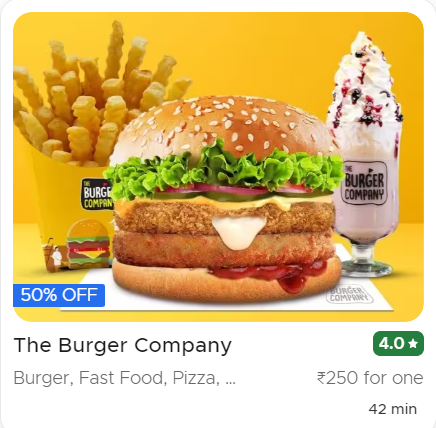 THE
BURGER
COMPANY
THE
BURGER
COMPANY
BURGER
COMPANY
50% OFF
The Burger Company
4.0 ★
Burger, Fast Food, Pizza, ...
₹250 for one
42 min